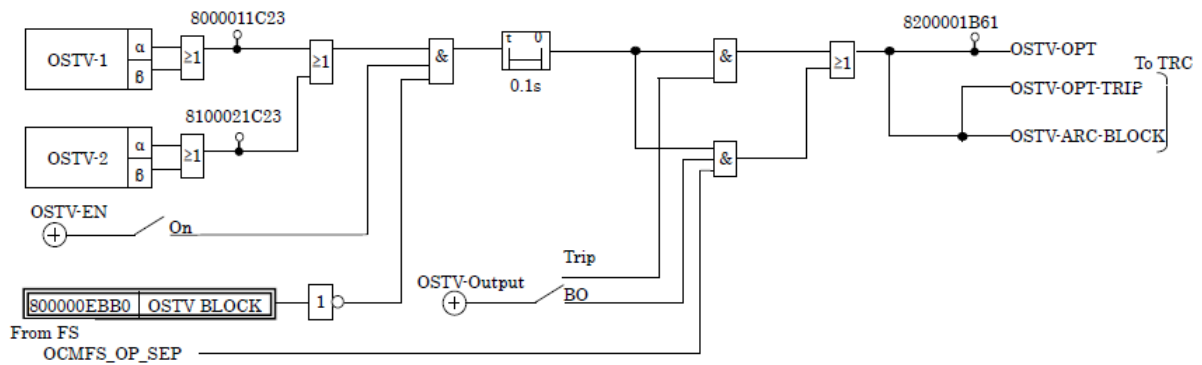 8000011C23
8200001B61
OSTV-1
α
β
≥1
≥1
&
τ 0
0.1s
&
≥1
OSTV-OPT
To TRC
OSTV-OPT-TRIP
OSTV-ARC-BLOCK
8100021C23
OSTV-2
α
β
≥1
&
OSTV-EN
+
On
Trip
OSTV-Output
+
BO
800000EBB0 OSTV BLOCK
1
From FS
OCMFS_OP_SEP